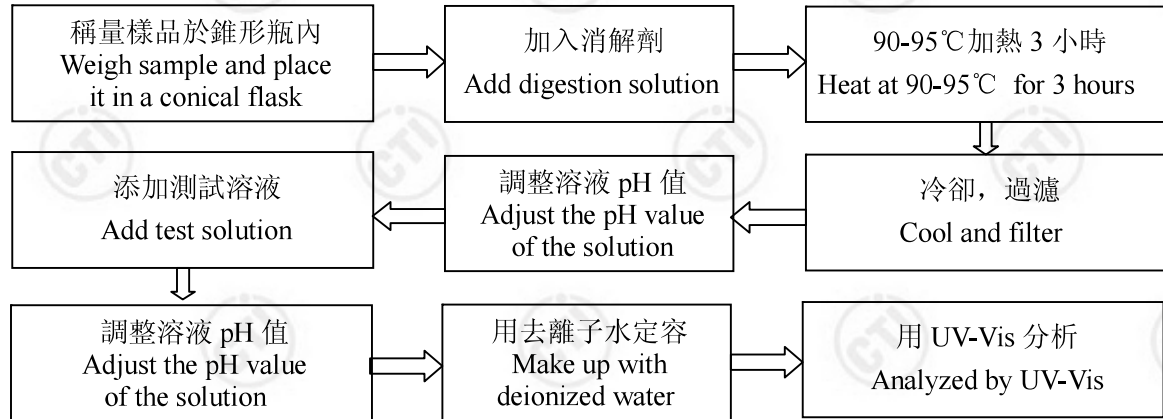 稱量樣品於錐形瓶內
Weigh sample and place
it in a conical flask
加入消解劑
Add digestion solution
90-95℃加熱 3 小時
Heat at 90-95℃ for 3 hours
冷卻，過濾
Cool and filter
調整溶液 pH 值
Adjust the pH value
of the solution
添加測試溶液
Add test solution
調整溶液 pH 值
Adjust the pH value
of the solution
用去離子水定容
Make up with
deionized water
用 UV-Vis 分析
Analyzed by UV-Vis